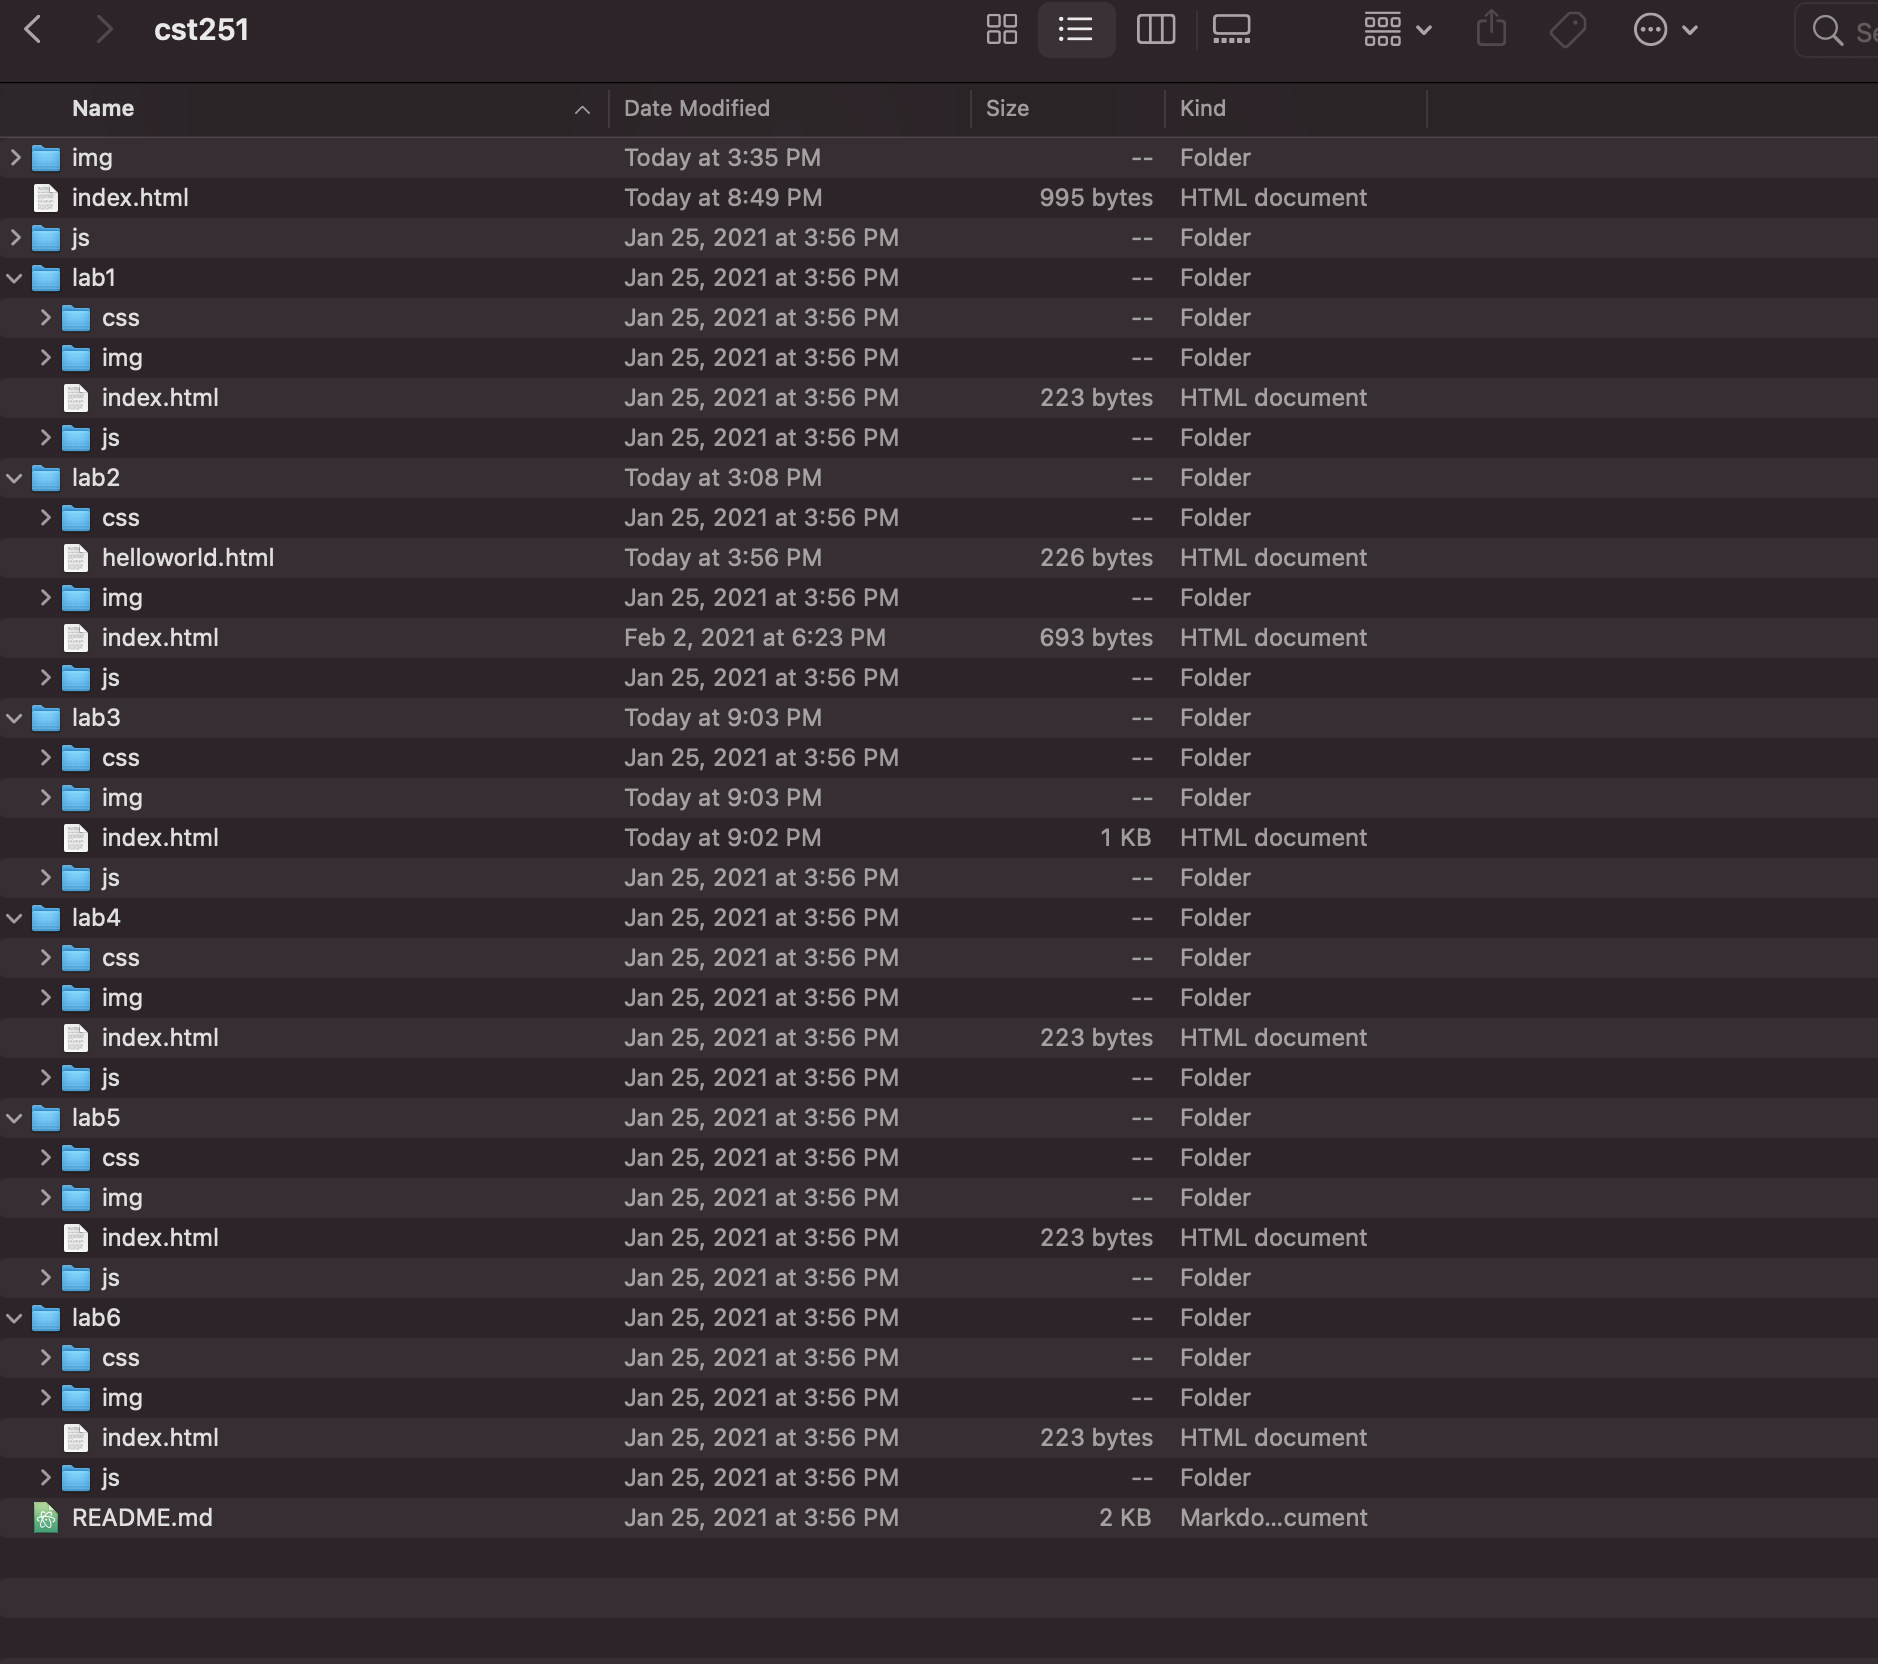 cst251
Name Date Modified Size Kind
img Today at 3:35 PM -- Folder
index.html Today at 8:49 PM 995 bytes HTML document
js Jan 25, 2021 at 3:56 PM -- Folder
lab1 Jan 25, 2021 at 3:56 PM -- Folder
css Jan 25, 2021 at 3:56 PM -- Folder
img Jan 25, 2021 at 3:56 PM -- Folder
index.html Jan 25, 2021 at 3:56 PM 223 bytes HTML document
js Jan 25, 2021 at 3:56 PM -- Folder
lab2 Today at 3:08 PM -- Folder
css Jan 25, 2021 at 3:56 PM -- Folder
helloworld.html Today at 3:56 PM 226 bytes HTML document
img Jan 25, 2021 at 3:56 PM -- Folder
index.html Feb 2, 2021 at 6:23 PM 693 bytes HTML document
js Jan 25, 2021 at 3:56 PM -- Folder
lab3 Today at 9:03 PM -- Folder
css Jan 25, 2021 at 3:56 PM -- Folder
img Today at 9:03 PM -- Folder
index.html Today at 9:02 PM 1 KB HTML document
js Jan 25, 2021 at 3:56 PM -- Folder
lab4 Jan 25, 2021 at 3:56 PM -- Folder
css Jan 25, 2021 at 3:56 PM -- Folder
img Jan 25, 2021 at 3:56 PM -- Folder
index.html Jan 25, 2021 at 3:56 PM 223 bytes HTML document
js Jan 25, 2021 at 3:56 PM -- Folder
lab5 Jan 25, 2021 at 3:56 PM -- Folder
css Jan 25, 2021 at 3:56 PM -- Folder
img Jan 25, 2021 at 3:56 PM -- Folder
index.html Jan 25, 2021 at 3:56 PM 223 bytes HTML document
js Jan 25, 2021 at 3:56 PM -- Folder
lab6 Jan 25, 2021 at 3:56 PM -- Folder
css Jan 25, 2021 at 3:56 PM -- Folder
img Jan 25, 2021 at 3:56 PM -- Folder
index.html Jan 25, 2021 at 3:56 PM 223 bytes HTML document
js Jan 25, 2021 at 3:56 PM -- Folder
README.md Jan 25, 2021 at 3:56 PM 2 KB Markdo...cument